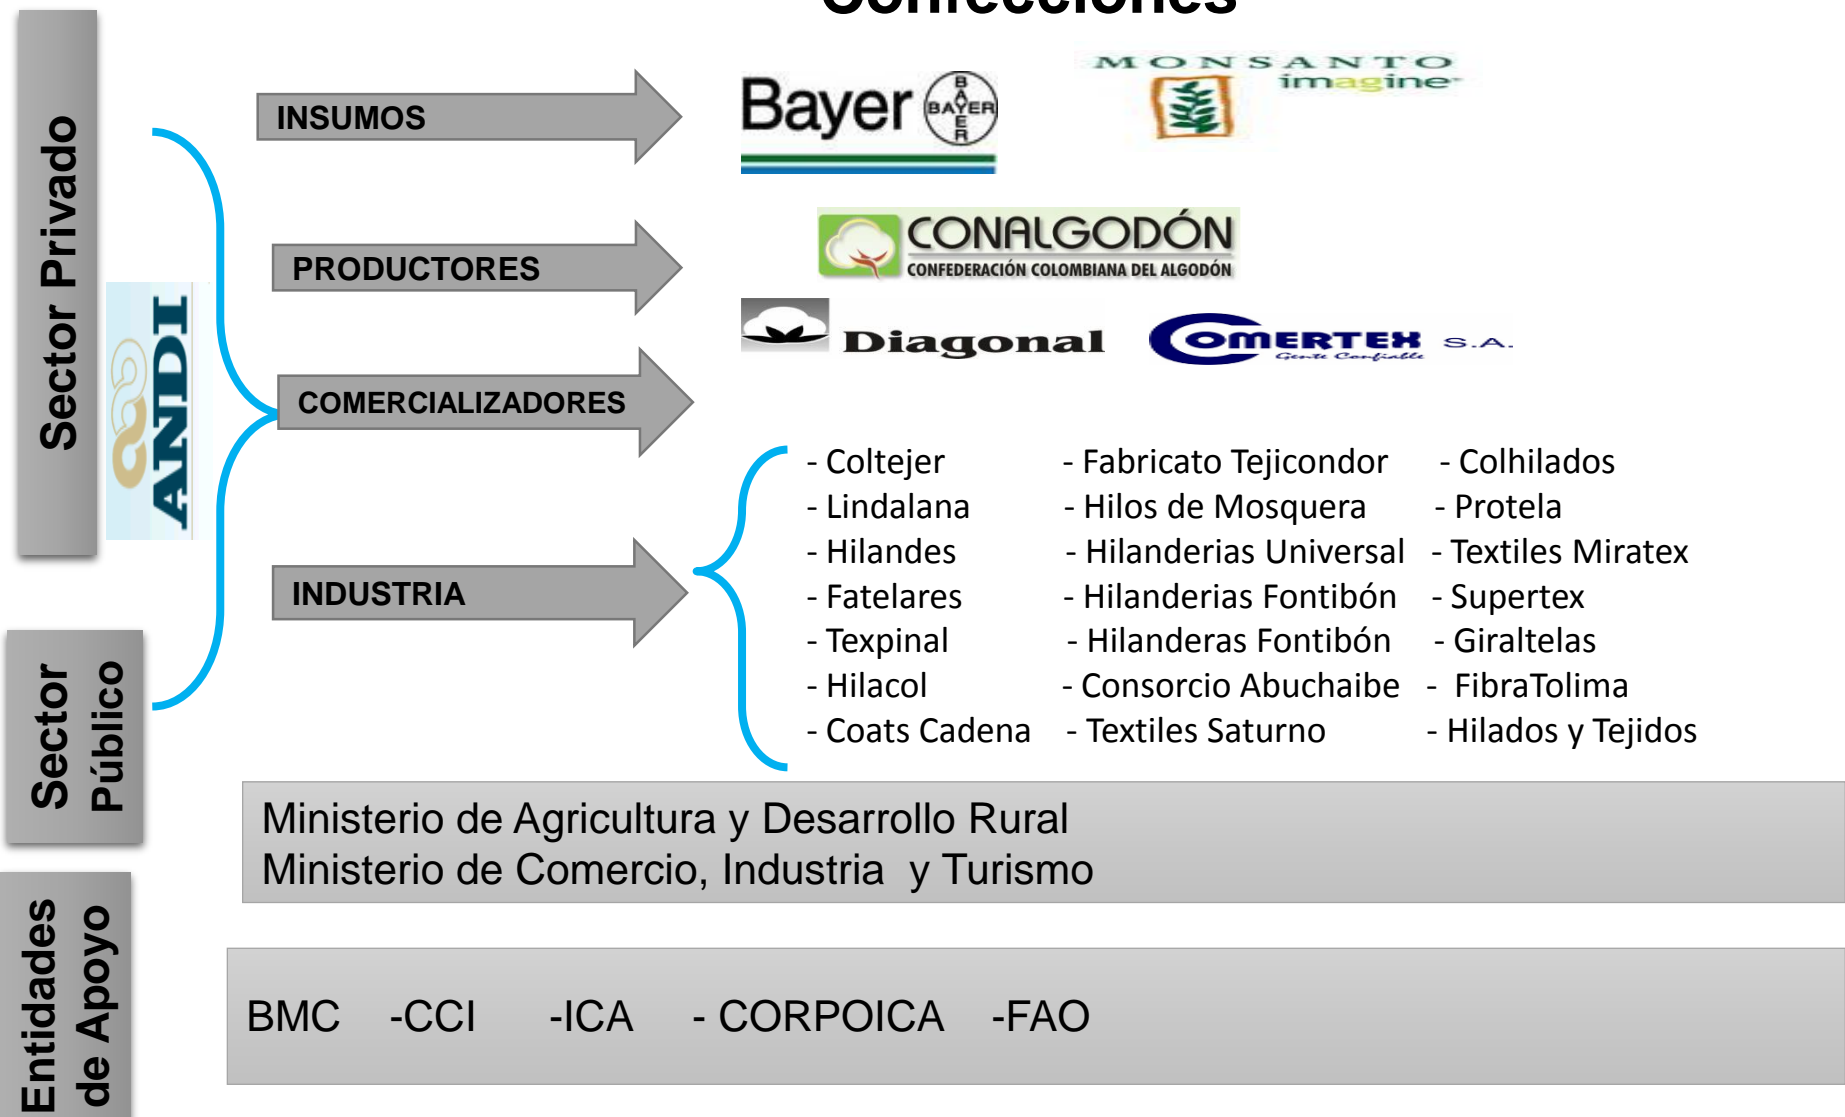 Confecciones
Sector Privado
ANDI
INSUMOS
Bayer
BAYER
BAYER
MONSANTO
imagine
PRODUCTORES
CONALGODÓN
CONFEDERACIÓN COLOMBIANA DEL ALGODÓN
Diagonal
COMERTEX S.A.
Gente Confiable
COMERCIALIZADORES
INDUSTRIA
- Coltejer - Fabricato Tejicondor - Colhilados
- Lindalana - Hilos de Mosquera - Protela
- Hilandes - Hilanderias Universal - Textiles Miratex
- Fatelares - Hilanderias Fontibón - Supertex
- Texpinal - Hilanderas Fontibón - Giraltelas
- Hilacol - Consorcio Abuchaibe - FibraTolima
- Coats Cadena - Textiles Saturno - Hilados y Tejidos
Sector
Público
Ministerio de Agricultura y Desarrollo Rural
Ministerio de Comercio, Industria y Turismo
Entidades
de Apoyo
BMC -CCI -ICA - CORPOICA -FAO